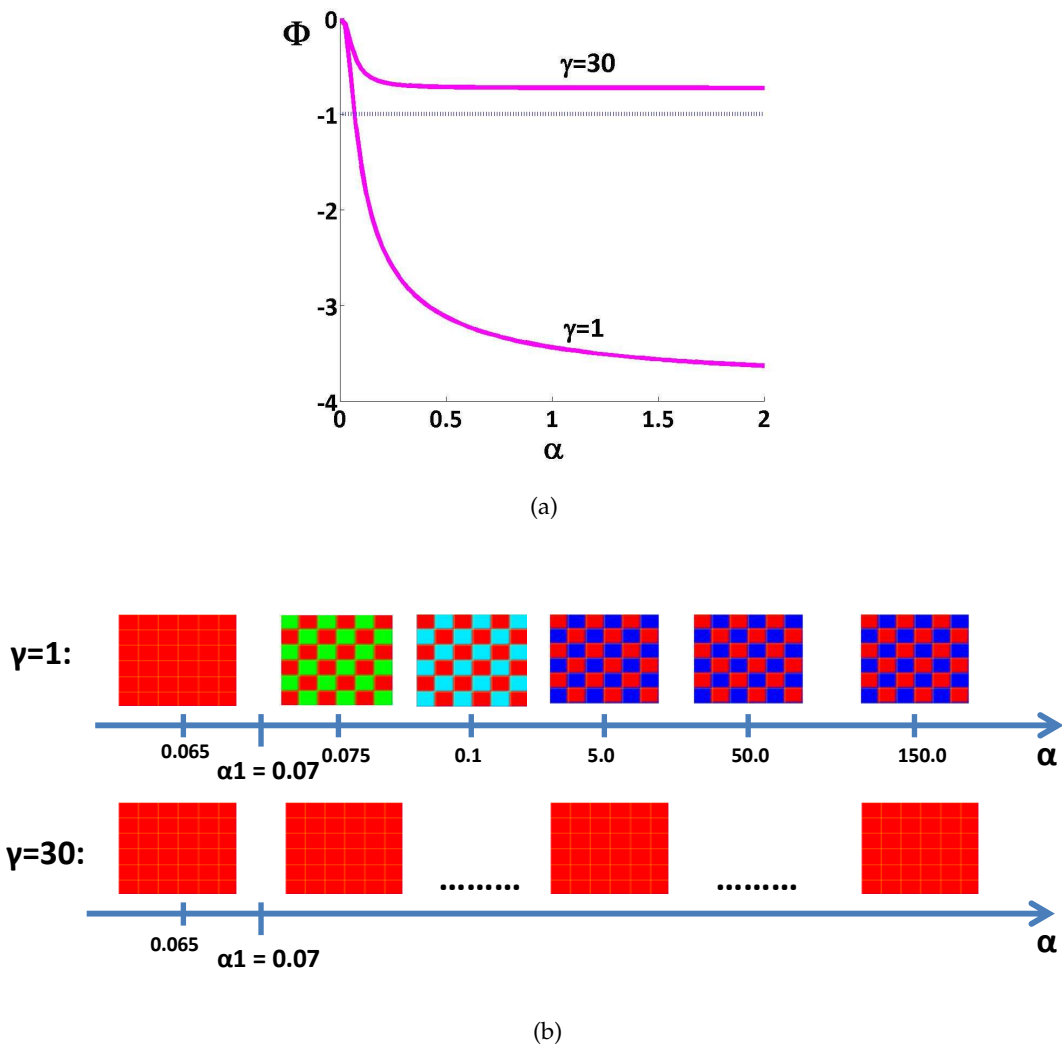 Φ
0
-1
-2
-3
-4
γ=30
γ=1
0 0.5 1 1.5 2
α
(a)
γ=1:
0.065 0.075 0.1 5.0 50.0 150.0 α
α1 = 0.07
γ=30:
......... .........
0.065 α
α1 = 0.07
(b)